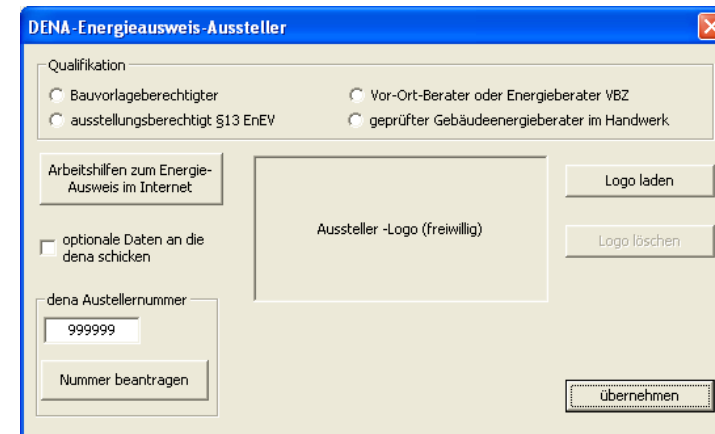 DENA-Energieausweis-Aussteller
Qualifikation
Bauvorlageberechtigter
Vor-Ort-Berater oder Energieberater VBZ
ausstellungsberechtigt §13 EnEV
geprüfter Gebäudeenergieberater im Handwerk
Arbeitshilfen zum Energie-
Ausweis im Internet
Aussteller -Logo (freiwillig)
Logo laden
Logo löschen
optionale Daten an die
dena schicken
dena Austellernummer
999999
Nummer beantragen
übernehmen